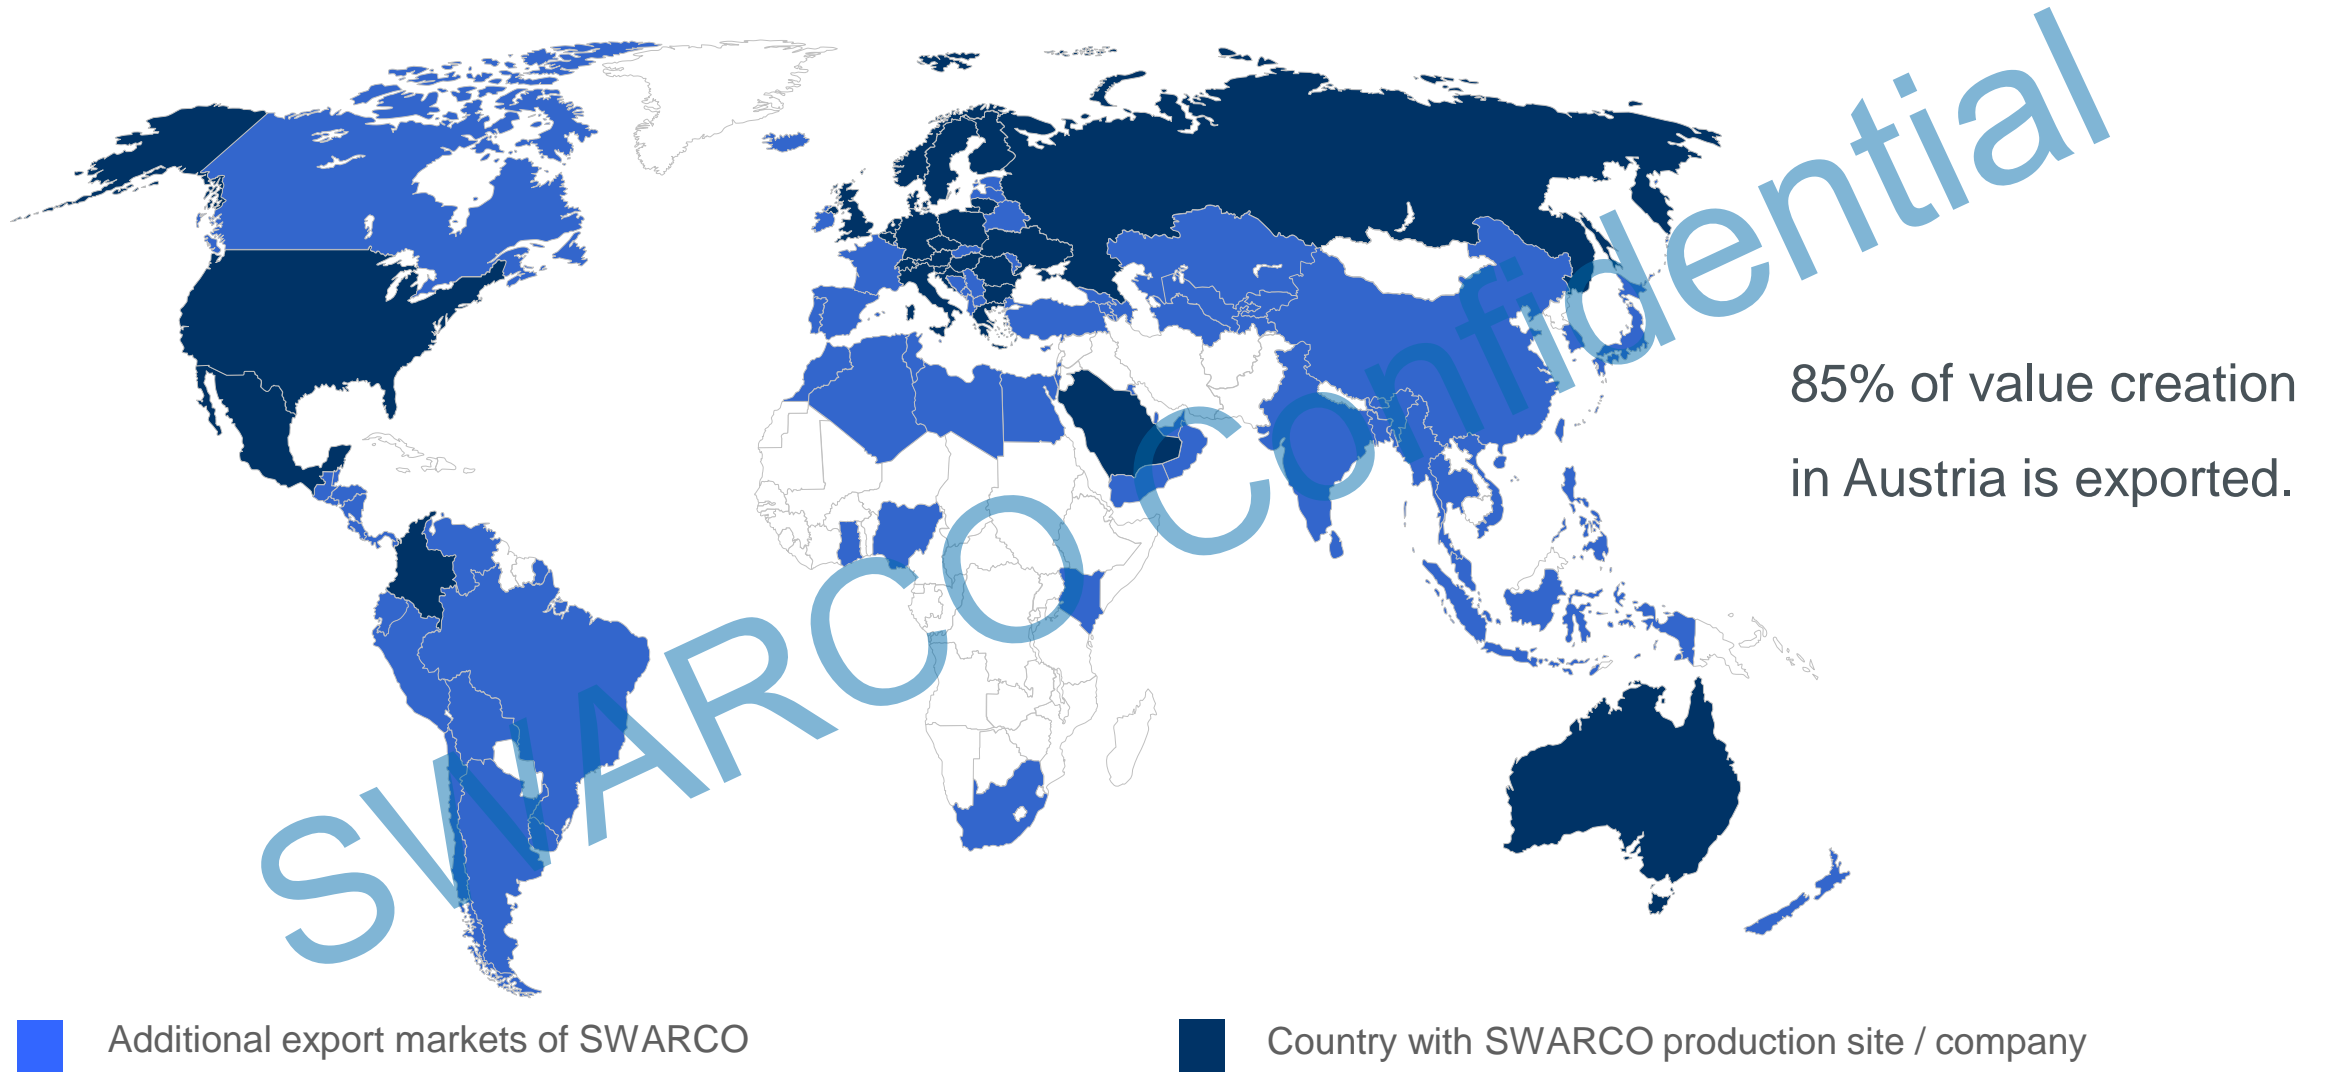 SWARCO Confidential
85% of value creation
in Austria is exported.
Additional export markets of SWARCO
Country with SWARCO production site / company